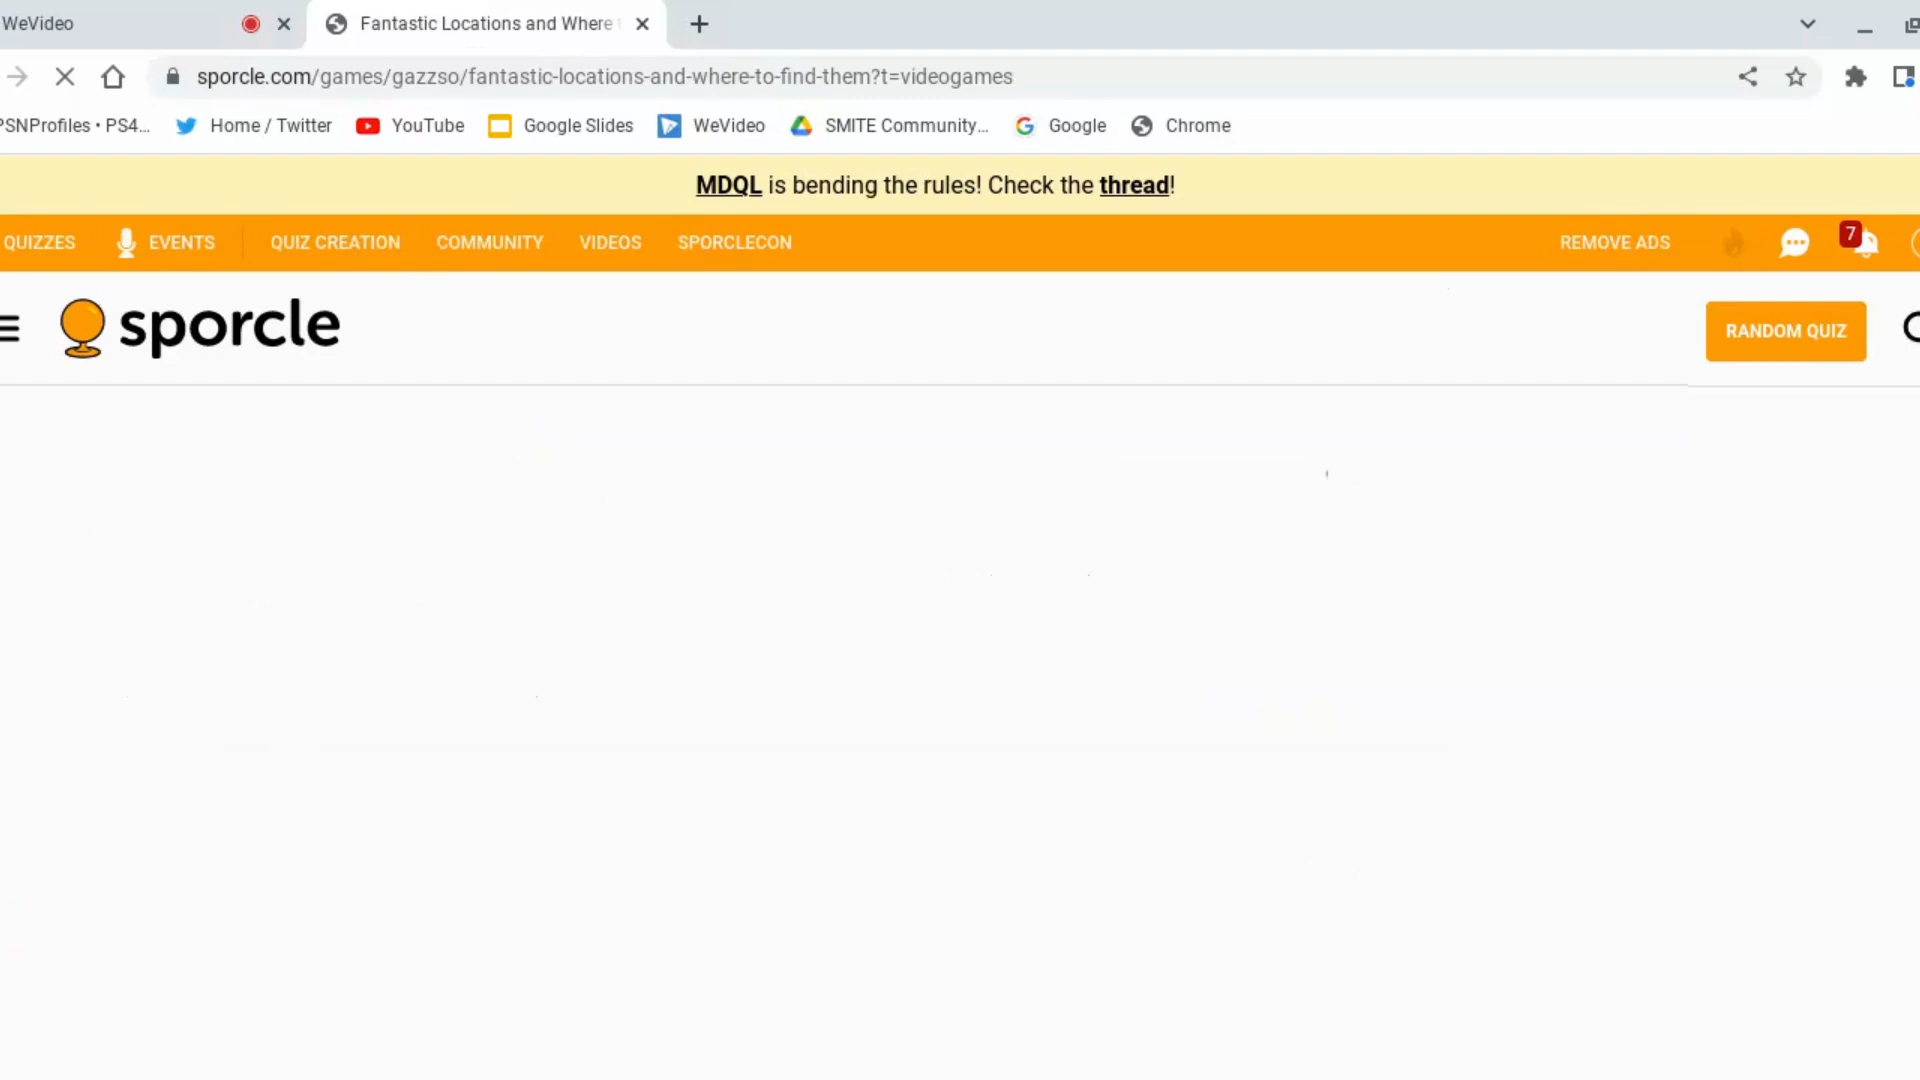 WeVideo
Fantastic Locations and Where
sporcle.com/games/gazzso/fantastic-locations-and-where-to-find-them?t=videogames
PSNProfiles • PS4...
Home / Twitter
YouTube
Google Slides
WeVideo
SMITE Community...
Google
Chrome
MDQL is bending the rules! Check the thread!
QUIZZES
EVENTS
QUIZ CREATION
COMMUNITY
VIDEOS
SPORCLECON
REMOVE ADS
7
sporcle
RANDOM QUIZ